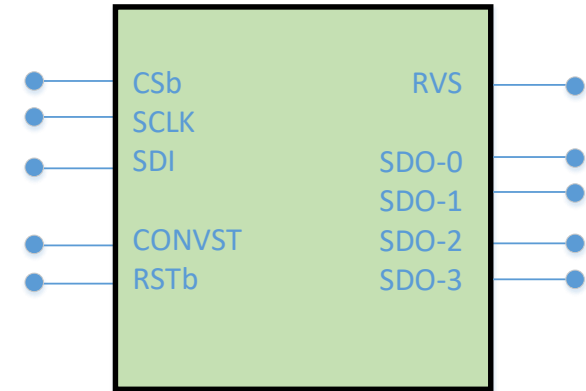 CSb
SCLK
SDI
CONVST
RSTb
RVS
SDO-0
SDO-1
SDO-2
SDO-3